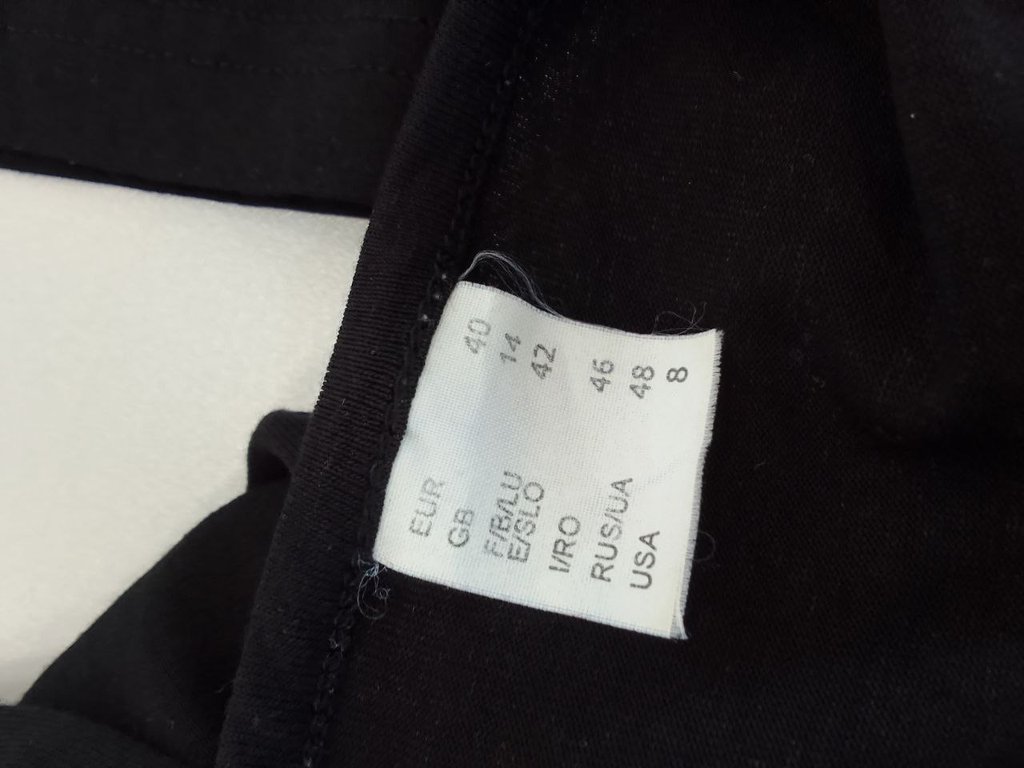 EUR 40
GB 14
F/B/LU
E/SLO 42
I/RO 46
RUS/UA 48
USA 8